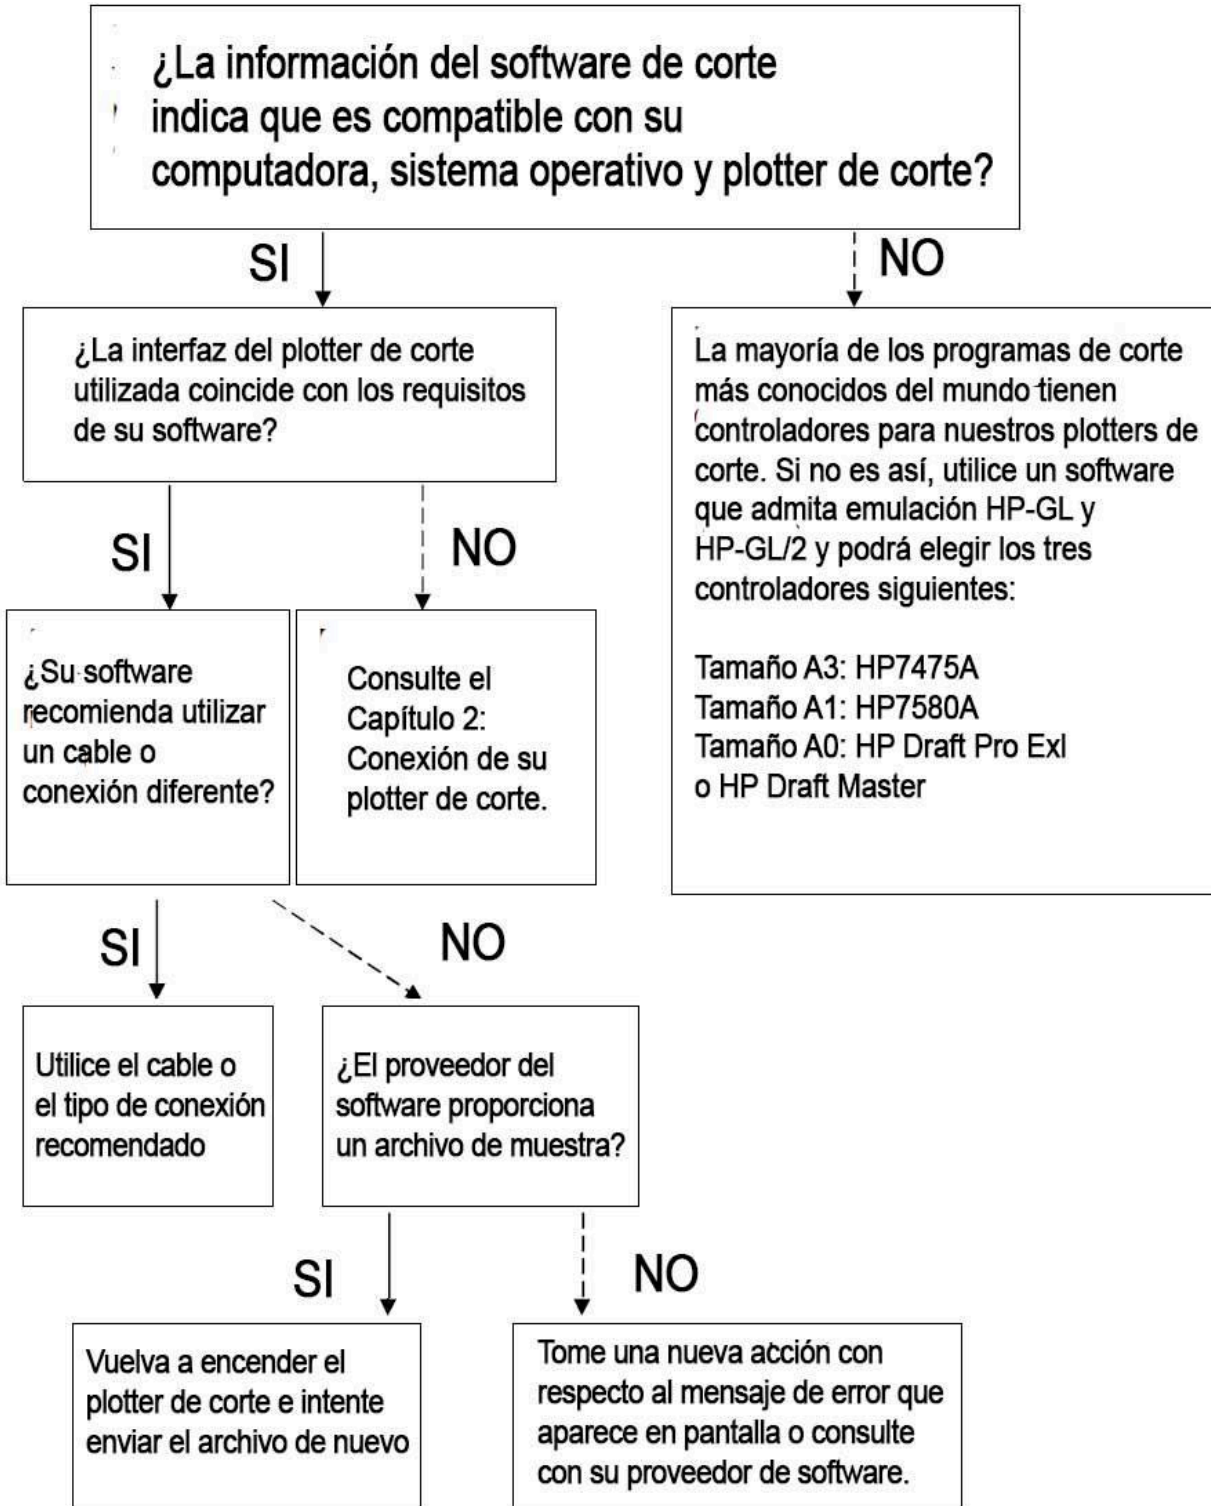 ¿La información del software de corte
indica que es compatible con su
computadora, sistema operativo y plotter de corte?
SI
NO
¿La interfaz del plotter de corte
utilizada coincide con los requisitos
de su software?
La mayoría de los programas de corte
más conocidos del mundo tienen
controladores para nuestros plotters de
corte. Si no es así, utilice un software
que admita emulación HP-GL y
HP-GL/2 y podrá elegir los tres
controladores siguientes:
Tamaño A3: HP7475A
Tamaño A1: HP7580A
Tamaño A0: HP Draft Pro Exl
o HP Draft Master
SI
NO
¿Su software
recomienda utilizar
un cable o
conexión diferente?
Consulte el
Capítulo 2:
Conexión de su
plotter de corte.
SI
NO
Utilice el cable o
el tipo de conexión
recomendado
¿El proveedor del
software proporciona
un archivo de muestra?
SI
NO
Vuelva a encender el
plotter de corte e intente
enviar el archivo de nuevo
Tome una nueva acción con
respecto al mensaje de error que
aparece en pantalla o consulte
con su proveedor de software.